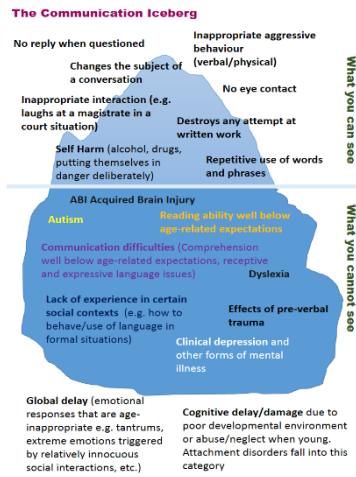 The Communication Iceberg
No reply when questioned
Inappropriate aggressive
behaviour
(verbal/physical)
Changes the subject of
a conversation
No eye contact
Inappropriate interaction (e.g.
laughs at a magistrate in a
court situation)
Destroys any attempt at
written work
Self Harm (alcohol, drugs,
putting themselves in
danger deliberately)
Repetitive use of words
and phrases
What you can see
ABI Acquired Brain Injury
Autism
Reading ability well below
age-related expectations
Communication difficulties (Comprehension
well below age-related expectations, receptive
and expressive language issues)
Dyslexia
Lack of experience in certain
social contexts (e.g. how to
behave/use of language in
formal situations)
Effects of pre-verbal
trauma
Clinical depression and
other forms of mental
illness
What you cannot see
Global delay (emotional
responses that are age-
inappropriate e.g. tantrums,
extreme emotions triggered
by relatively innocuous
social interactions, etc.)
Cognitive delay/damage due to
poor developmental environment
or abuse/neglect when young.
Attachment disorders fall into this
category